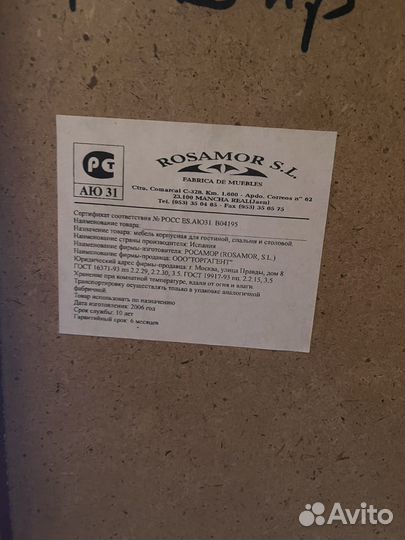 РСТ
АЮ 31
ROSAMOR S.L.
FABRICA DE MUEBLES
Ctra. Comarcal C-328. Km. 1.600 - Apdo. Correos nº 62
23.100 MANCHA REAL(Jaen)
Tel. (953) 35 04 85 - Fax (953) 35 05 75
Сертификат соответствия № РОСС ES.АЮ31. В04195
Наименование товара:
Назначение товара: мебель корпусная для гостиной, спальни и столовой.
Наименование страны производителя: Испания
Наименование фирмы-изготовителя: РОСАМОР (ROSAMOR, S.L.)
Наименование фирмы-продавца: ООО"ТОРГАГЕНТ"
Юридический адрес фирмы-продавца: г. Москва, улица Правды, дом 8
ГОСТ 16371-93 пп 2.2.29, 2.2.30, 3.5. ГОСТ 19917-93 пп. 2.2.15, 3.5
Хранение при комнатной температуре, вдали от огня и влаги
Транспортировку осуществлять только в упаковке аналогичной
фабричной.
Товар использовать по назначению
Дата изготовления: 2006 год
Срок службы: 10 лет
Гарантийный срок: 6 месяцев
Avito